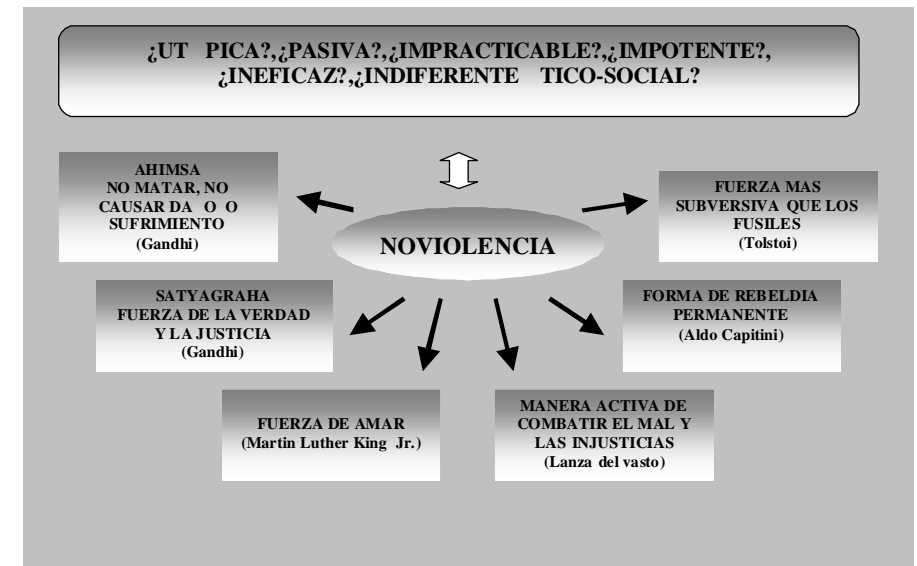 ¿UT PICA?,¿PASIVA?,¿IMPRACTICABLE?,¿IMPOTENTE?,
¿INEFICAZ?,¿INDIFERENTE TICO-SOCIAL?
AHIMSA
NO MATAR, NO
CAUSAR DA O O
SUFRIMIENTO
(Gandhi)
FUERZA MAS
SUBVERSIVA QUE LOS
FUSILES
(Tolstoi)
NOVIOLENCIA
SATYAGRAHA
FUERZA DE LA VERDAD
Y LA JUSTICIA
(Gandhi)
FORMA DE REBELDIA
PERMANENTE
(Aldo Capitini)
FUERZA DE AMAR
(Martin Luther King Jr.)
MANERA ACTIVA DE
COMBATIR EL MAL Y
LAS INJUSTICIAS
(Lanza del vasto)